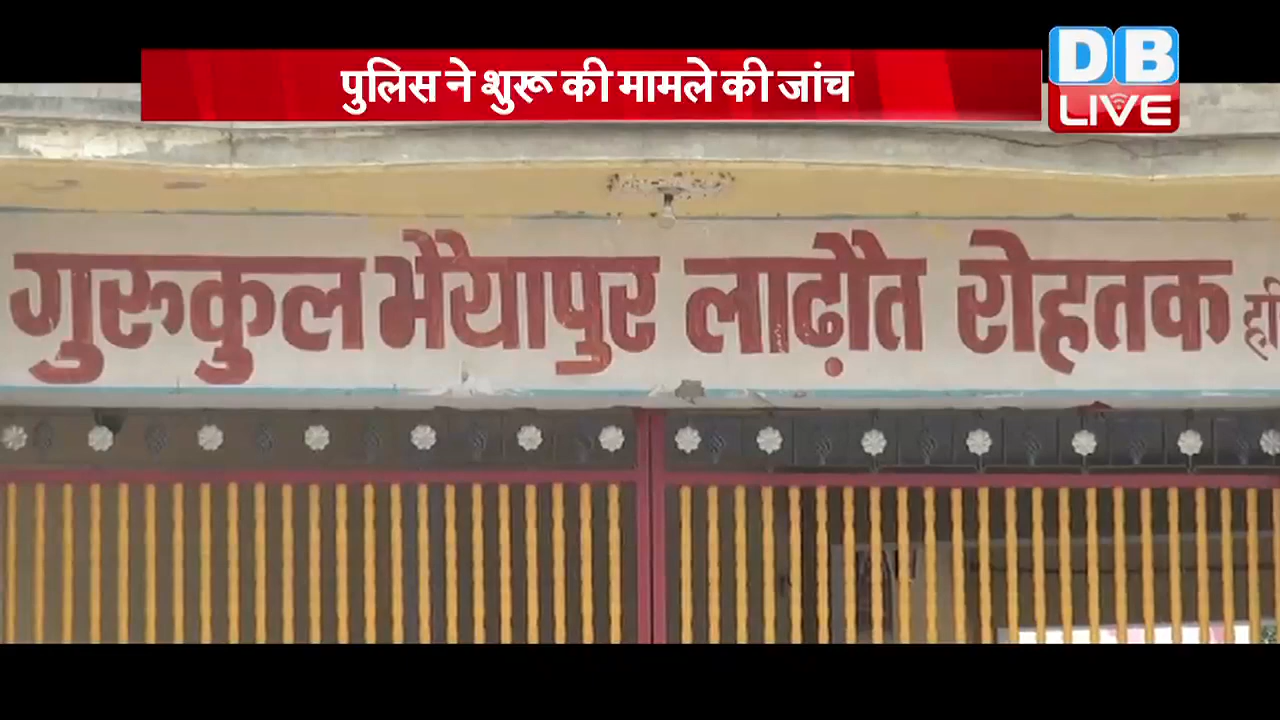 पुलिस ने शुरू की मामले की जांच
DB
LIVE
गुरुकुल भैयापुर लाढ़ौत रोहतक